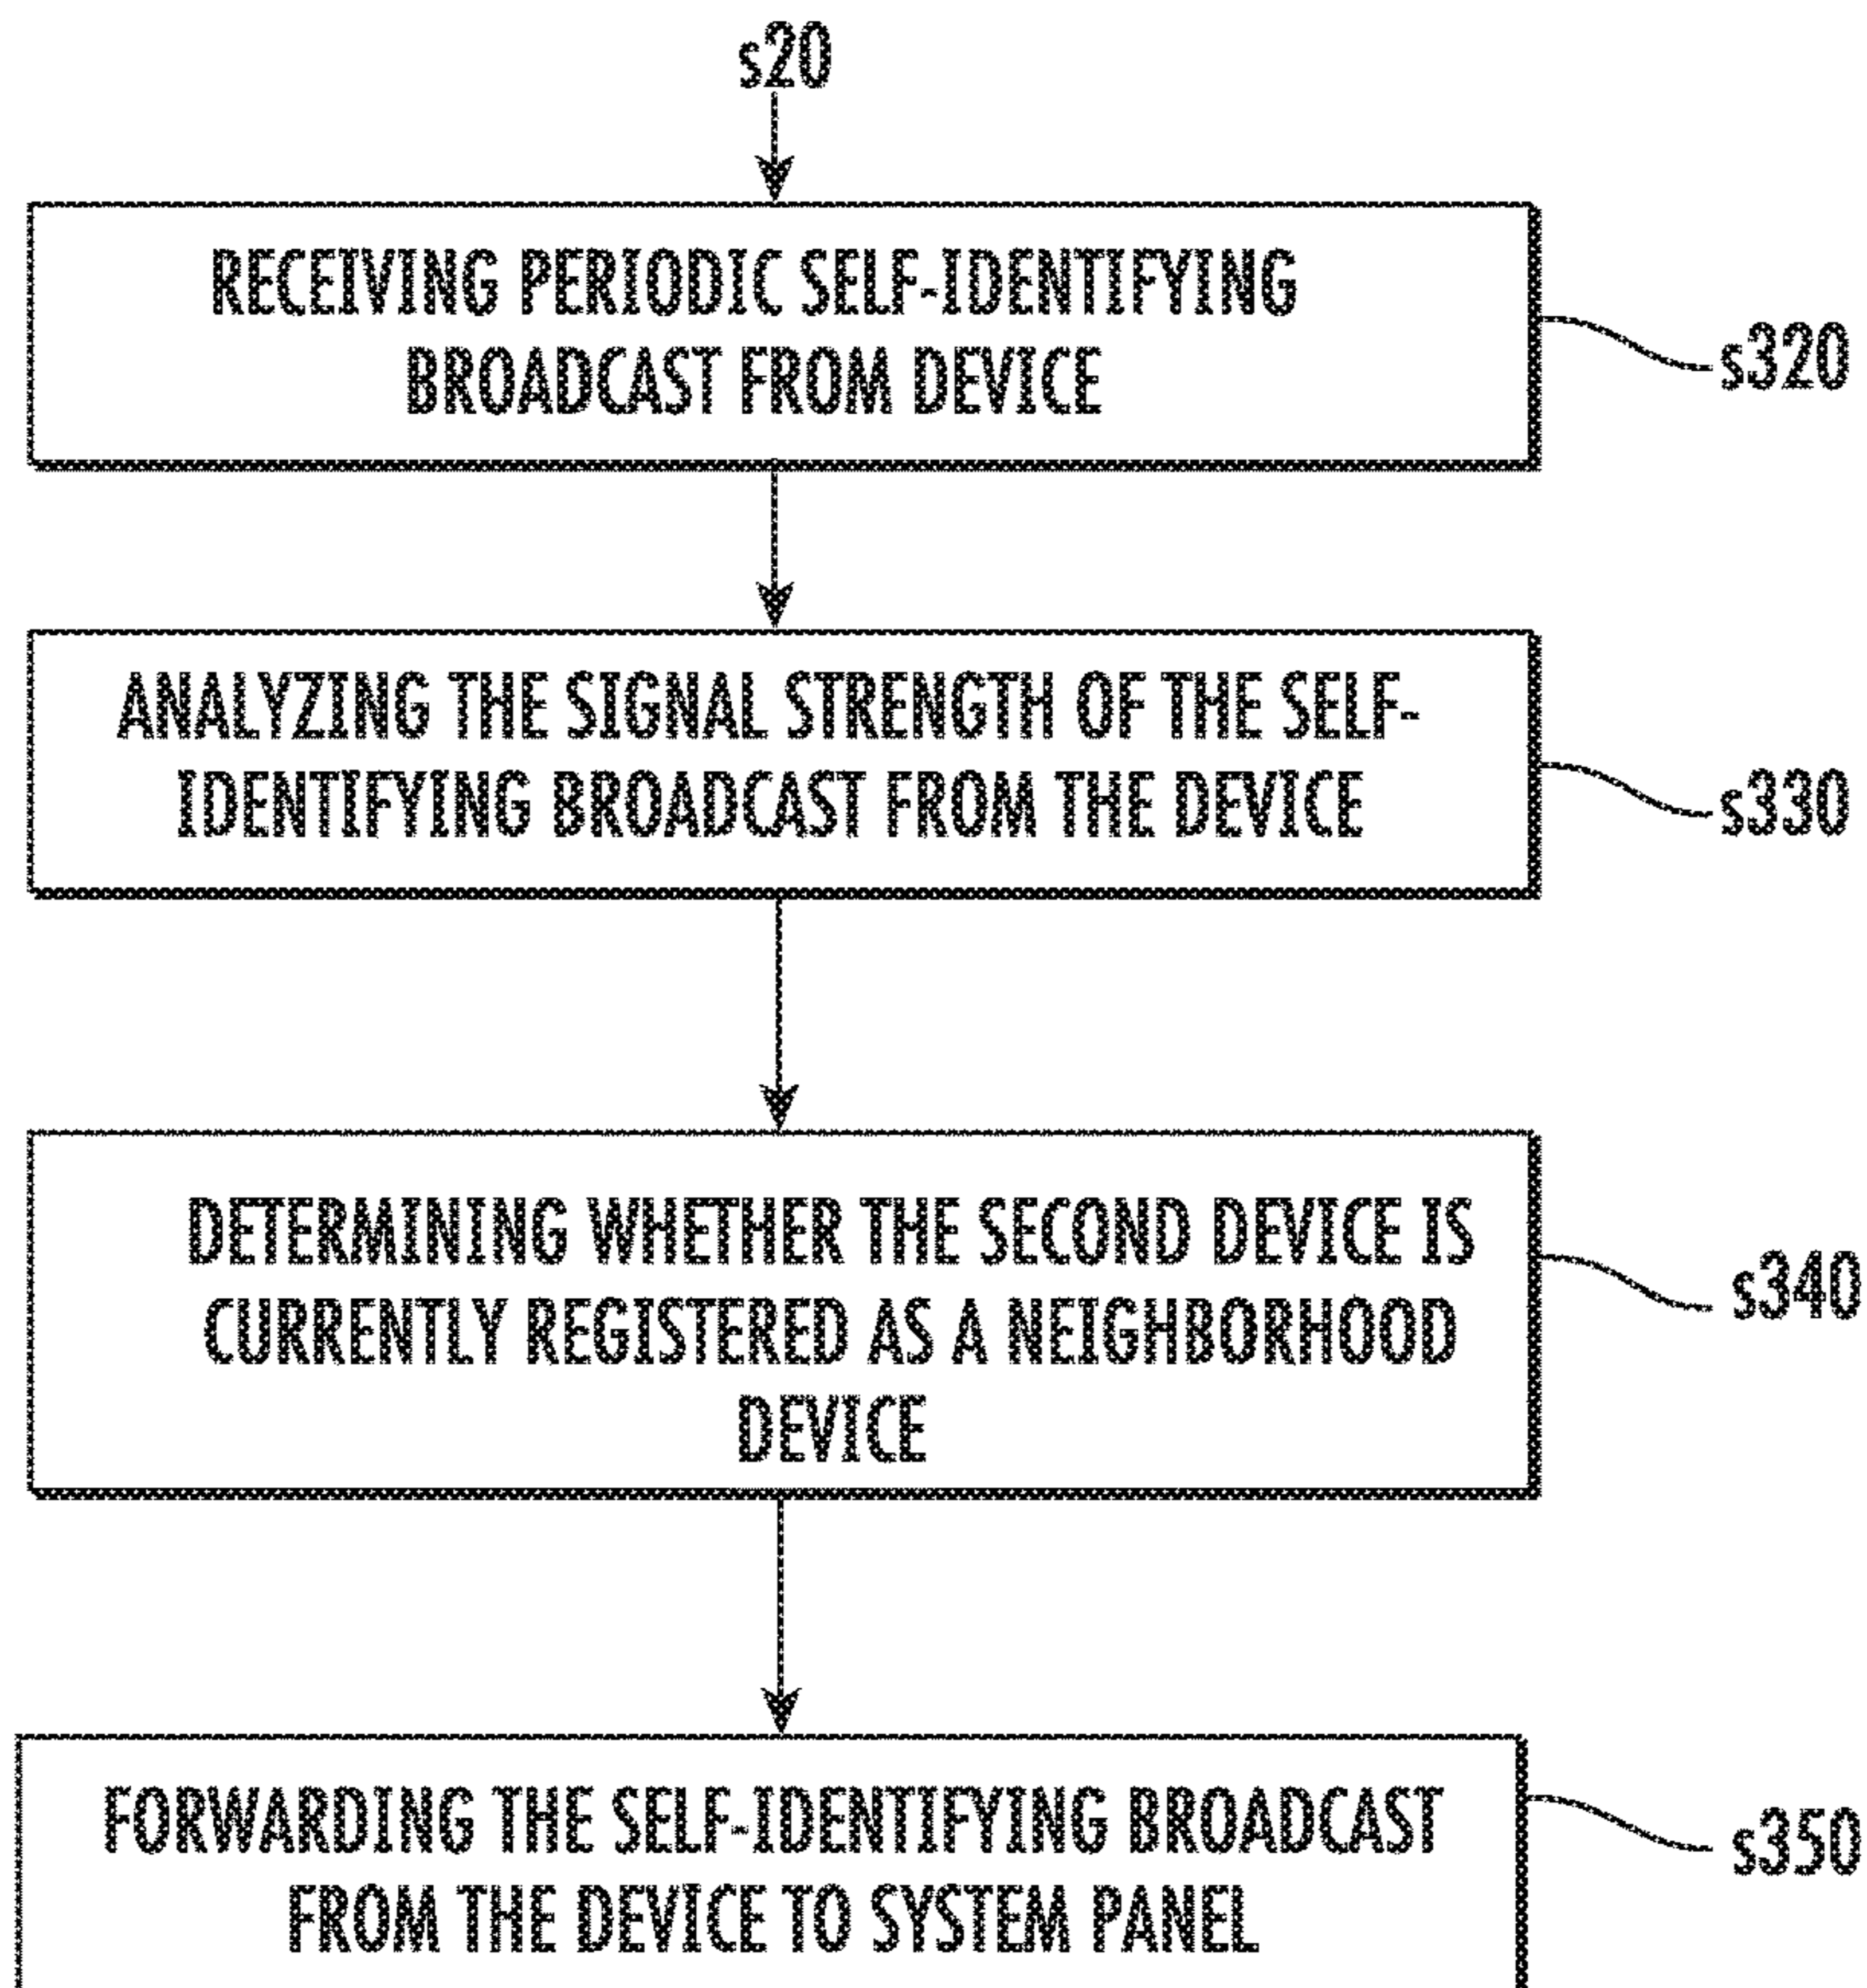 s20
RECEIVING PERIODIC SELF-IDENTIFYING
BROADCAST FROM DEVICE
s320
ANALYZING THE SIGNAL STRENGTH OF THE SELF-
IDENTIFYING BROADCAST FROM THE DEVICE
s330
DETERMINING WHETHER THE SECOND DEVICE IS
CURRENTLY REGISTERED AS A NEIGHBORHOOD
DEVICE
s340
FORWARDING THE SELF-IDENTIFYING BROADCAST
FROM THE DEVICE TO SYSTEM PANEL
s350